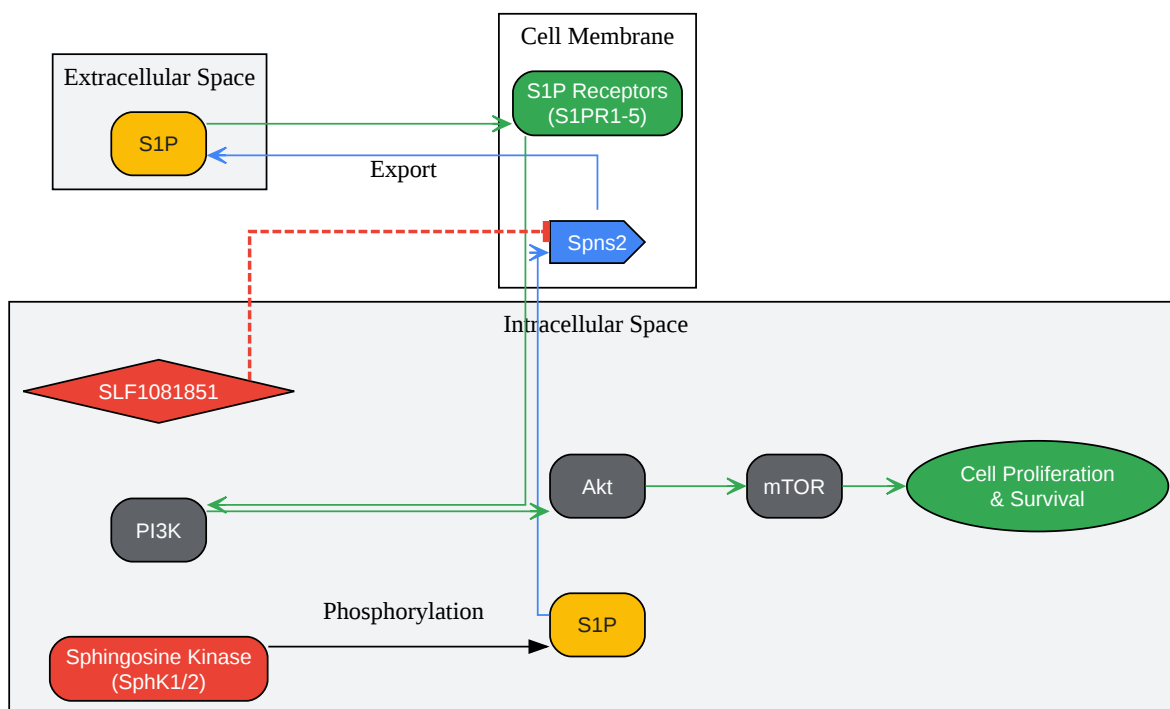 Cell Membrane
Extracellular Space
S1P Receptors
(S1PR1-5)
S1P
Export
Spns2
Intracellular Space
SLF1081851
Akt
mTOR
Cell Proliferation
& Survival
PI3K
Phosphorylation
S1P
Sphingosine Kinase
(SphK1/2)